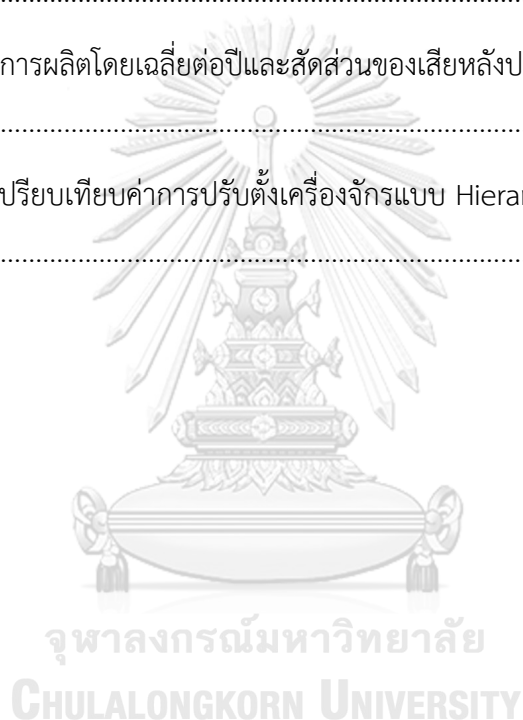 ................................................................................
การผลิตโดยเฉลี่ยต่อปีและสัดส่วนของเสียหลังป
................................................................................
ปรียบเทียบค่าการปรับตั้งเครื่องจักรแบบ Hierar
................................................................................
จุฬาลงกรณ์มหาวิทยาลัย
CHULALONGKORN UNIVERSITY